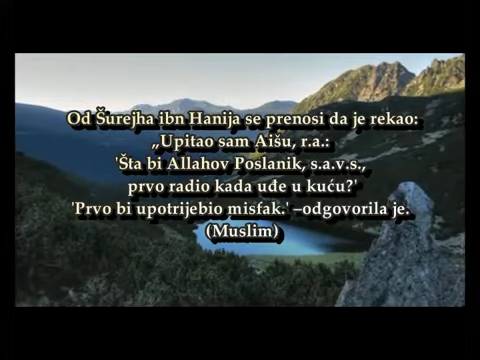 Od Šurejha ibn Hanija se prenosi da je rekao:
„Upitao sam Aišu, r.a.:
'Šta bi Allahov Poslanik, s.a.v.s.,
prvo radio kada uđe u kuću?'
'Prvo bi upotrijebio misfak.' –odgovorila je.
(Muslim)